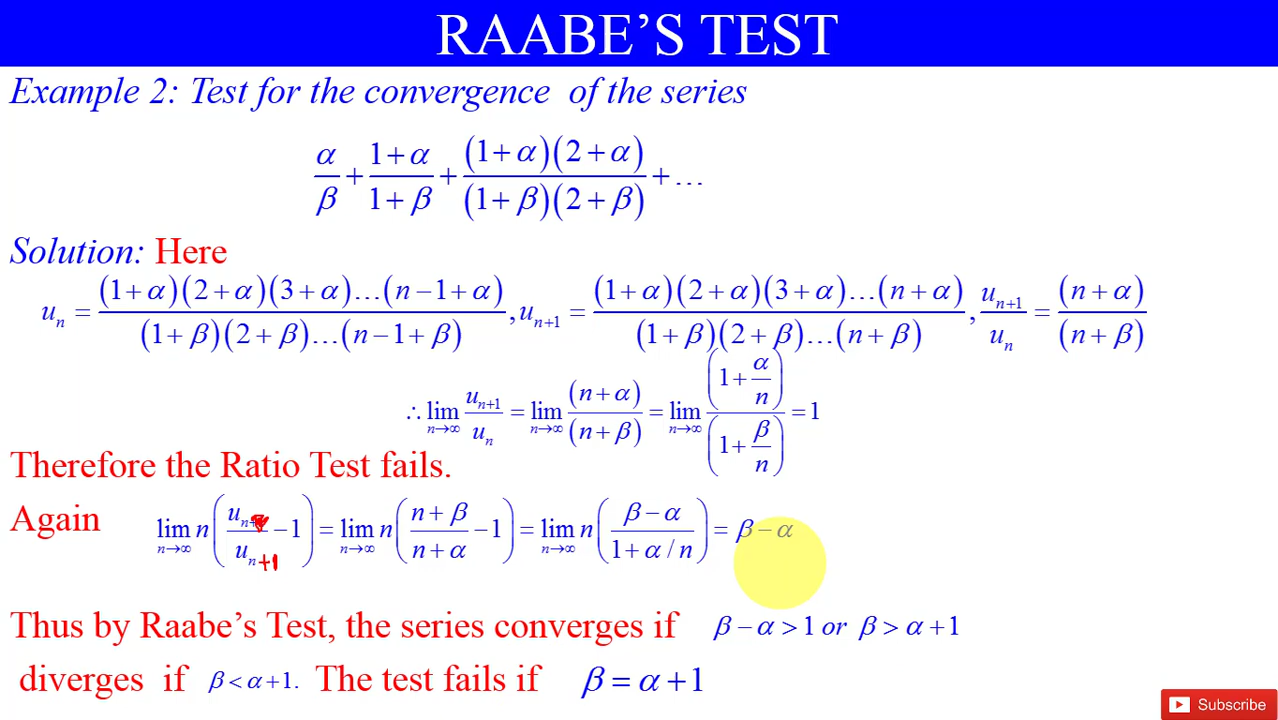 RAABE’S TEST
Example 2: Test for the convergence of the series
α/β + (1+α)/(1+β) + ((1+α)(2+α))/((1+β)(2+β)) + …
Solution: Here
u_n = ((1+α)(2+α)(3+α)…(n−1+α))/((1+β)(2+β)…(n−1+β)), u_{n+1} = ((1+α)(2+α)(3+α)…(n+α))/((1+β)(2+β)…(n+β)), u_{n+1}/u_n = (n+α)/(n+β)
∴ lim_{n→∞} u_{n+1}/u_n = lim_{n→∞} (n+α)/(n+β) = lim_{n→∞} (1+α/n)/(1+β/n) = 1
Therefore the Ratio Test fails.
Again lim_{n→∞} n(u_n/u_{n+1} −1) = lim_{n→∞} n((n+β)/(n+α) −1) = lim_{n→∞} n((β−α)/(1+α/n)) = β−α
Thus by Raabe’s Test, the series converges if β−α>1 or β>α+1
diverges if β<α+1. The test fails if β=α+1
Subscribe